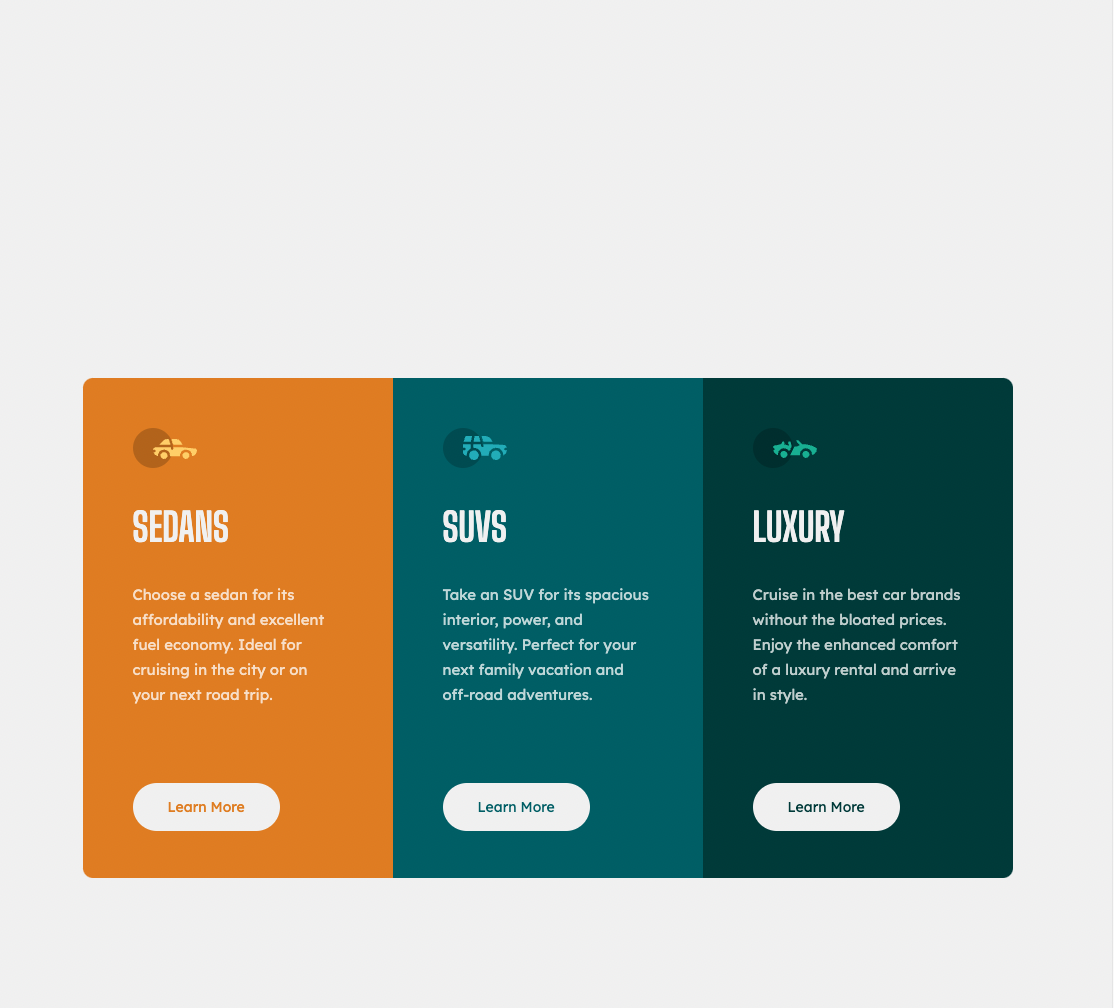 SEDANS
Choose a sedan for its
affordability and excellent
fuel economy. Ideal for
cruising in the city or on
your next road trip.
Learn More
SUVS
Take an SUV for its spacious
interior, power, and
versatility. Perfect for your
next family vacation and
off-road adventures.
Learn More
LUXURY
Cruise in the best car brands
without the bloated prices.
Enjoy the enhanced comfort
of a luxury rental and arrive
in style.
Learn More